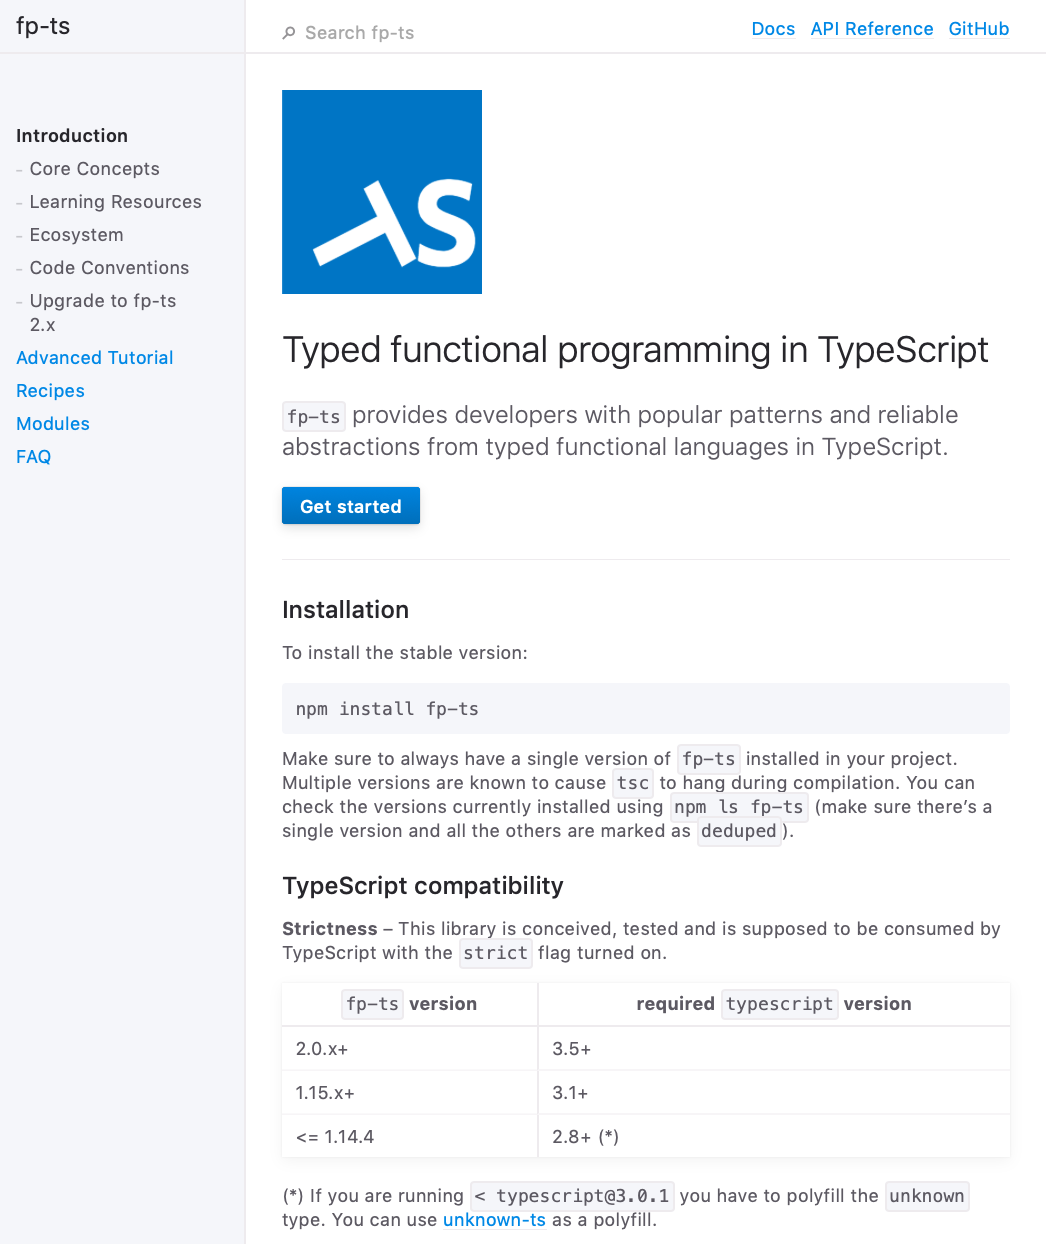 fp-ts
Search fp-ts
Docs API Reference GitHub
Introduction
- Core Concepts
- Learning Resources
- Ecosystem
- Code Conventions
- Upgrade to fp-ts
2.x
Advanced Tutorial
Recipes
Modules
FAQ
TS
Typed functional programming in TypeScript
fp-ts provides developers with popular patterns and reliable
abstractions from typed functional languages in TypeScript.
Get started
Installation
To install the stable version:
npm install fp-ts
Make sure to always have a single version of fp-ts installed in your project.
Multiple versions are known to cause tsc to hang during compilation. You can
check the versions currently installed using npm ls fp-ts (make sure there’s a
single version and all the others are marked as deduped).
TypeScript compatibility
Strictness – This library is conceived, tested and is supposed to be consumed by
TypeScript with the strict flag turned on.
fp-ts version required typescript version
2.0.x+ 3.5+
1.15.x+ 3.1+
<= 1.14.4 2.8+ (*)
(*) If you are running < typescript@3.0.1 you have to polyfill the unknown
type. You can use unknown-ts as a polyfill.